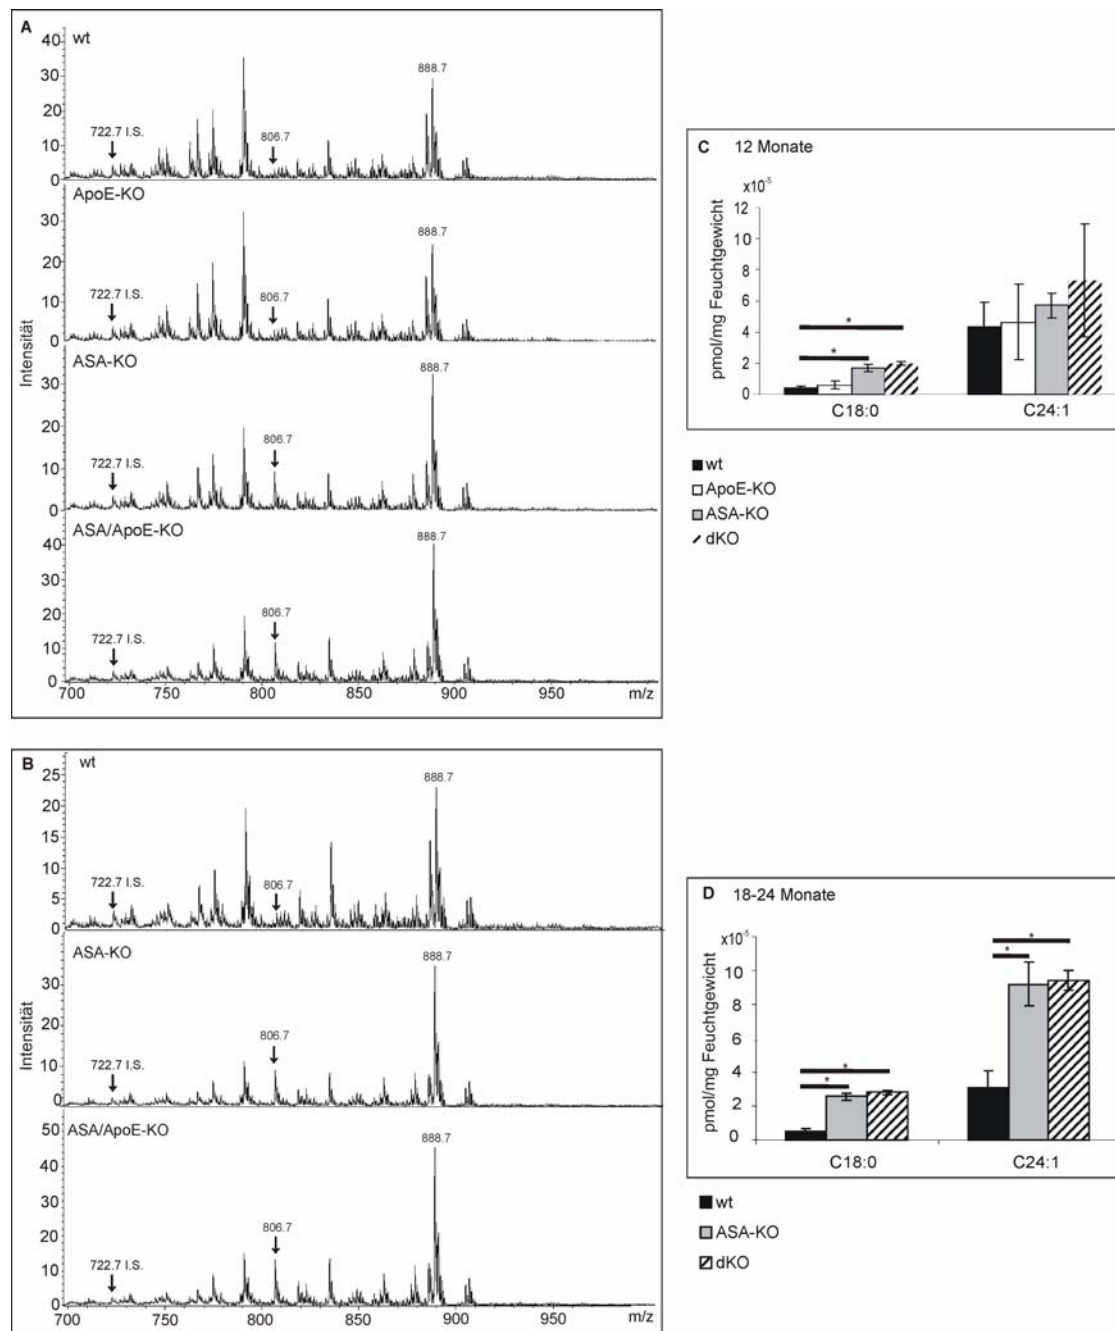 A
wt
40
30
20
10
0
722.7 I.S.
806.7
888.7
ApoE-KO
30
20
10
0
722.7 I.S.
806.7
888.7
Intensität
ASA-KO
30
20
10
0
722.7 I.S.
806.7
888.7
ASA/ApoE-KO
40
30
20
10
0
722.7 I.S.
806.7
888.7
700 750 800 850 900 950 m/z
B
wt
25
20
15
10
5
0
722.7 I.S.
806.7
888.7
Intensität
ASA-KO
30
20
10
0
722.7 I.S.
806.7
888.7
ASA/ApoE-KO
50
40
30
20
10
0
722.7 I.S.
806.7
888.7
700 750 800 850 900 950 m/z
C 12 Monate
x10-5
pmol/mg Feuchtgewicht
12
10
8
6
4
2
0
*
*
C18:0 C24:1
wt
ApoE-KO
ASA-KO
dKO
D 18-24 Monate
x10-5
pmol/mg Feuchtgewicht
10
8
6
4
2
0
*
*
*
*
C18:0 C24:1
wt
ASA-KO
dKO